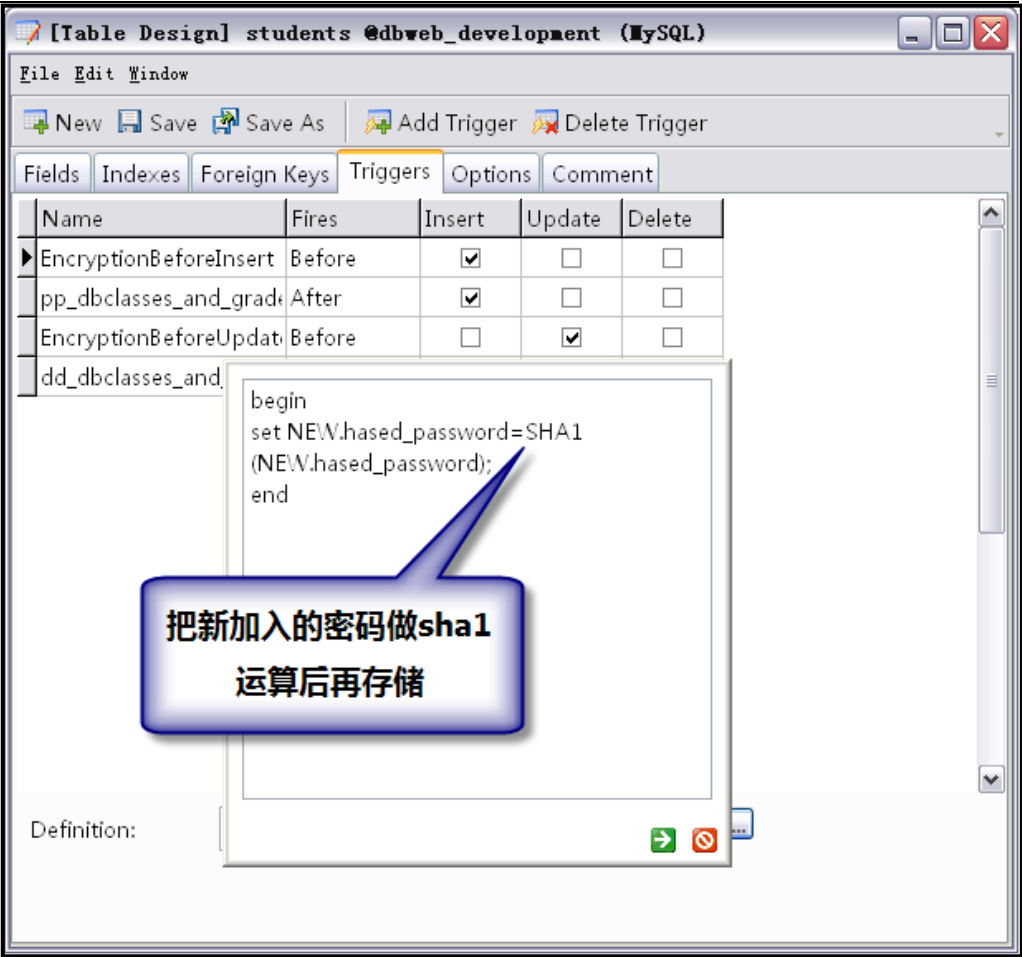 [Table Design] students @dbweb_development (MySQL)
File Edit Window
New Save Save As Add Trigger Delete Trigger
Fields Indexes Foreign Keys Triggers Options Comment
Name Fires Insert Update Delete
EncryptionBeforeInsert Before
pp_dbclasses_and_grade After
EncryptionBeforeUpdat Before
dd_dbclasses_and_
begin
set NEW.hased_password=SHA1
(NEW.hased_password);
end
把新加入的密码做sha1
运算后再存储
Definition:
...